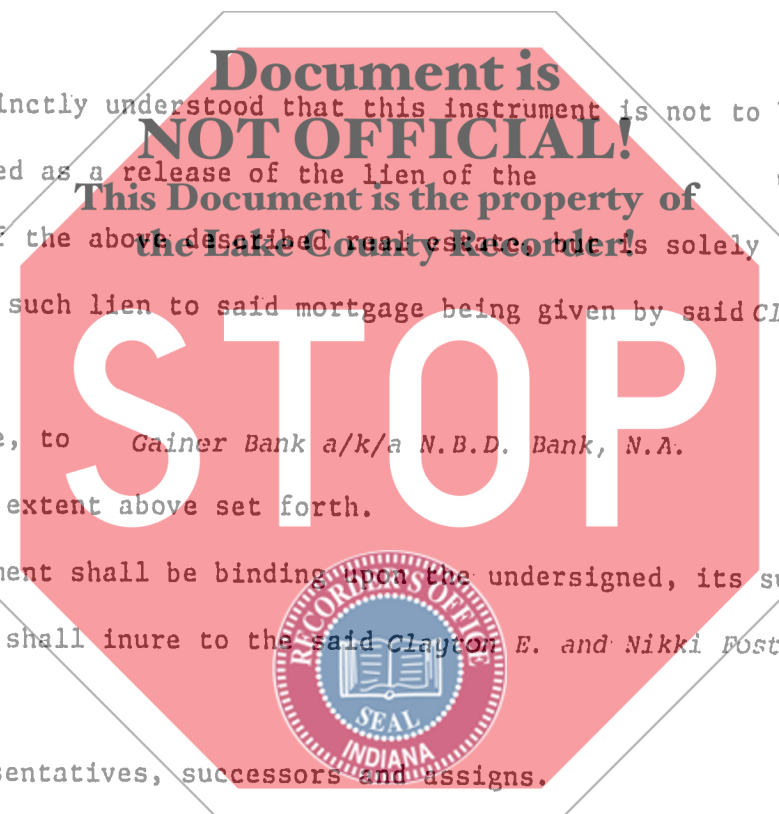 Document is
inctly understood that this instrument is not to
NOT OFFICIAL!
ed as a release of the lien of the
This Document is the property of
the above described real estate, but is solely
the Lake County Recorder!
such lien to said mortgage being given by said Cl
STOP
e, to Gainer Bank a/k/a N.B.D. Bank, N.A.
extent above set forth.
ment shall be binding upon the undersigned, its su
RECORDER'S OFFICE
shall inure to the said Clayton E. and Nikki Fost
SEAL
INDIANA
sentatives, successors and assigns.